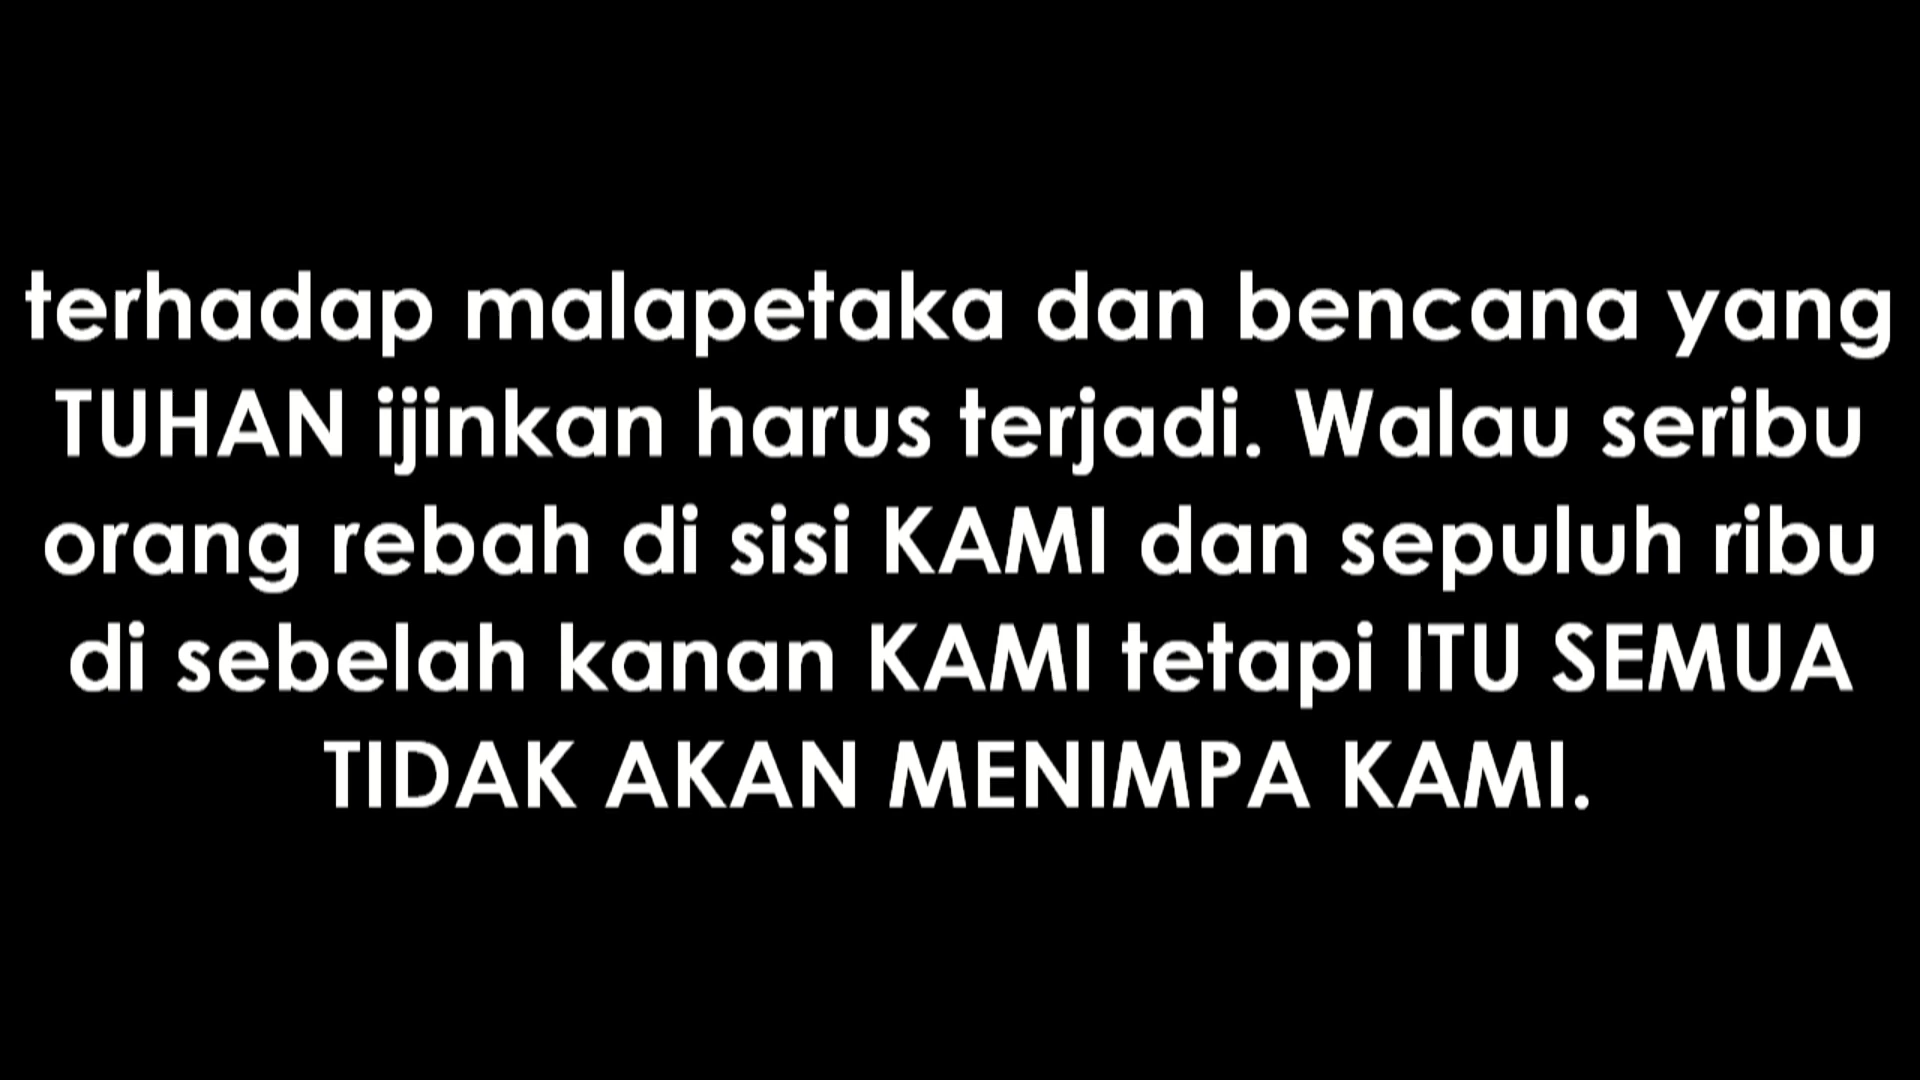 terhadap malapetaka dan bencana yang
TUHAN ijinkan harus terjadi. Walau seribu
orang rebah di sisi KAMI dan sepuluh ribu
di sebelah kanan KAMI tetapi ITU SEMUA
TIDAK AKAN MENIMPA KAMI.